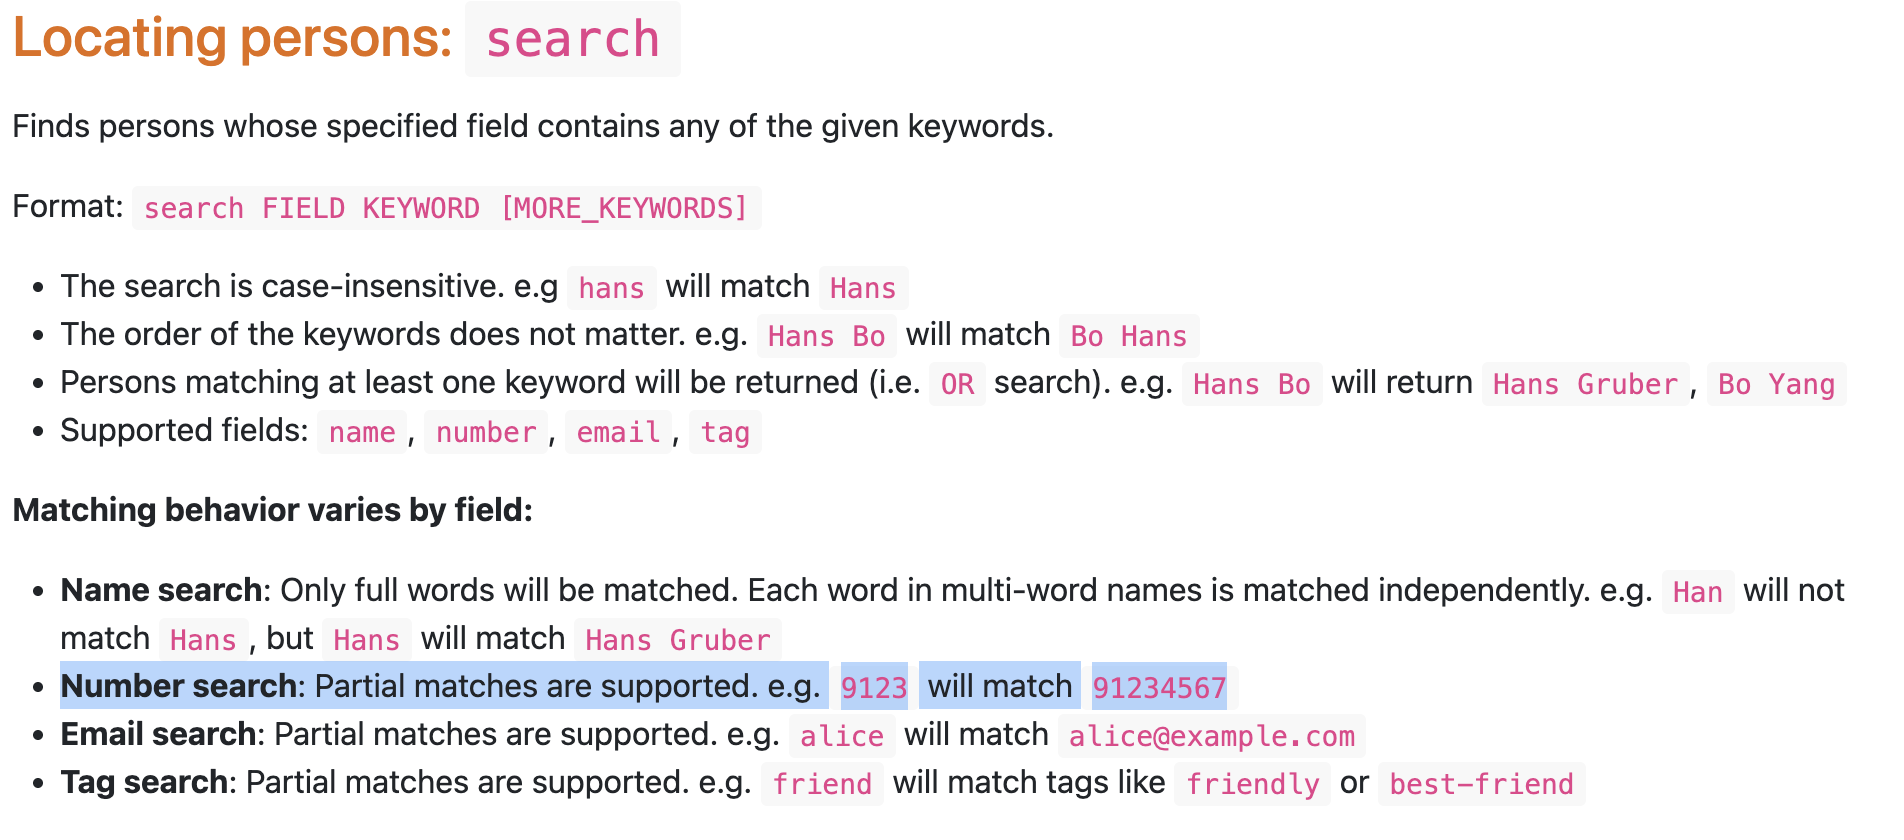 Locating persons: search
Finds persons whose specified field contains any of the given keywords.
Format: search FIELD KEYWORD [MORE_KEYWORDS]
• The search is case-insensitive. e.g hans will match Hans
• The order of the keywords does not matter. e.g. Hans Bo will match Bo Hans
• Persons matching at least one keyword will be returned (i.e. OR search). e.g. Hans Bo will return Hans Gruber, Bo Yang
• Supported fields: name, number, email, tag
Matching behavior varies by field:
• Name search: Only full words will be matched. Each word in multi-word names is matched independently. e.g. Han will not
match Hans, but Hans will match Hans Gruber
• Number search: Partial matches are supported. e.g. 9123 will match 91234567
• Email search: Partial matches are supported. e.g. alice will match alice@example.com
• Tag search: Partial matches are supported. e.g. friend will match tags like friendly or best-friend